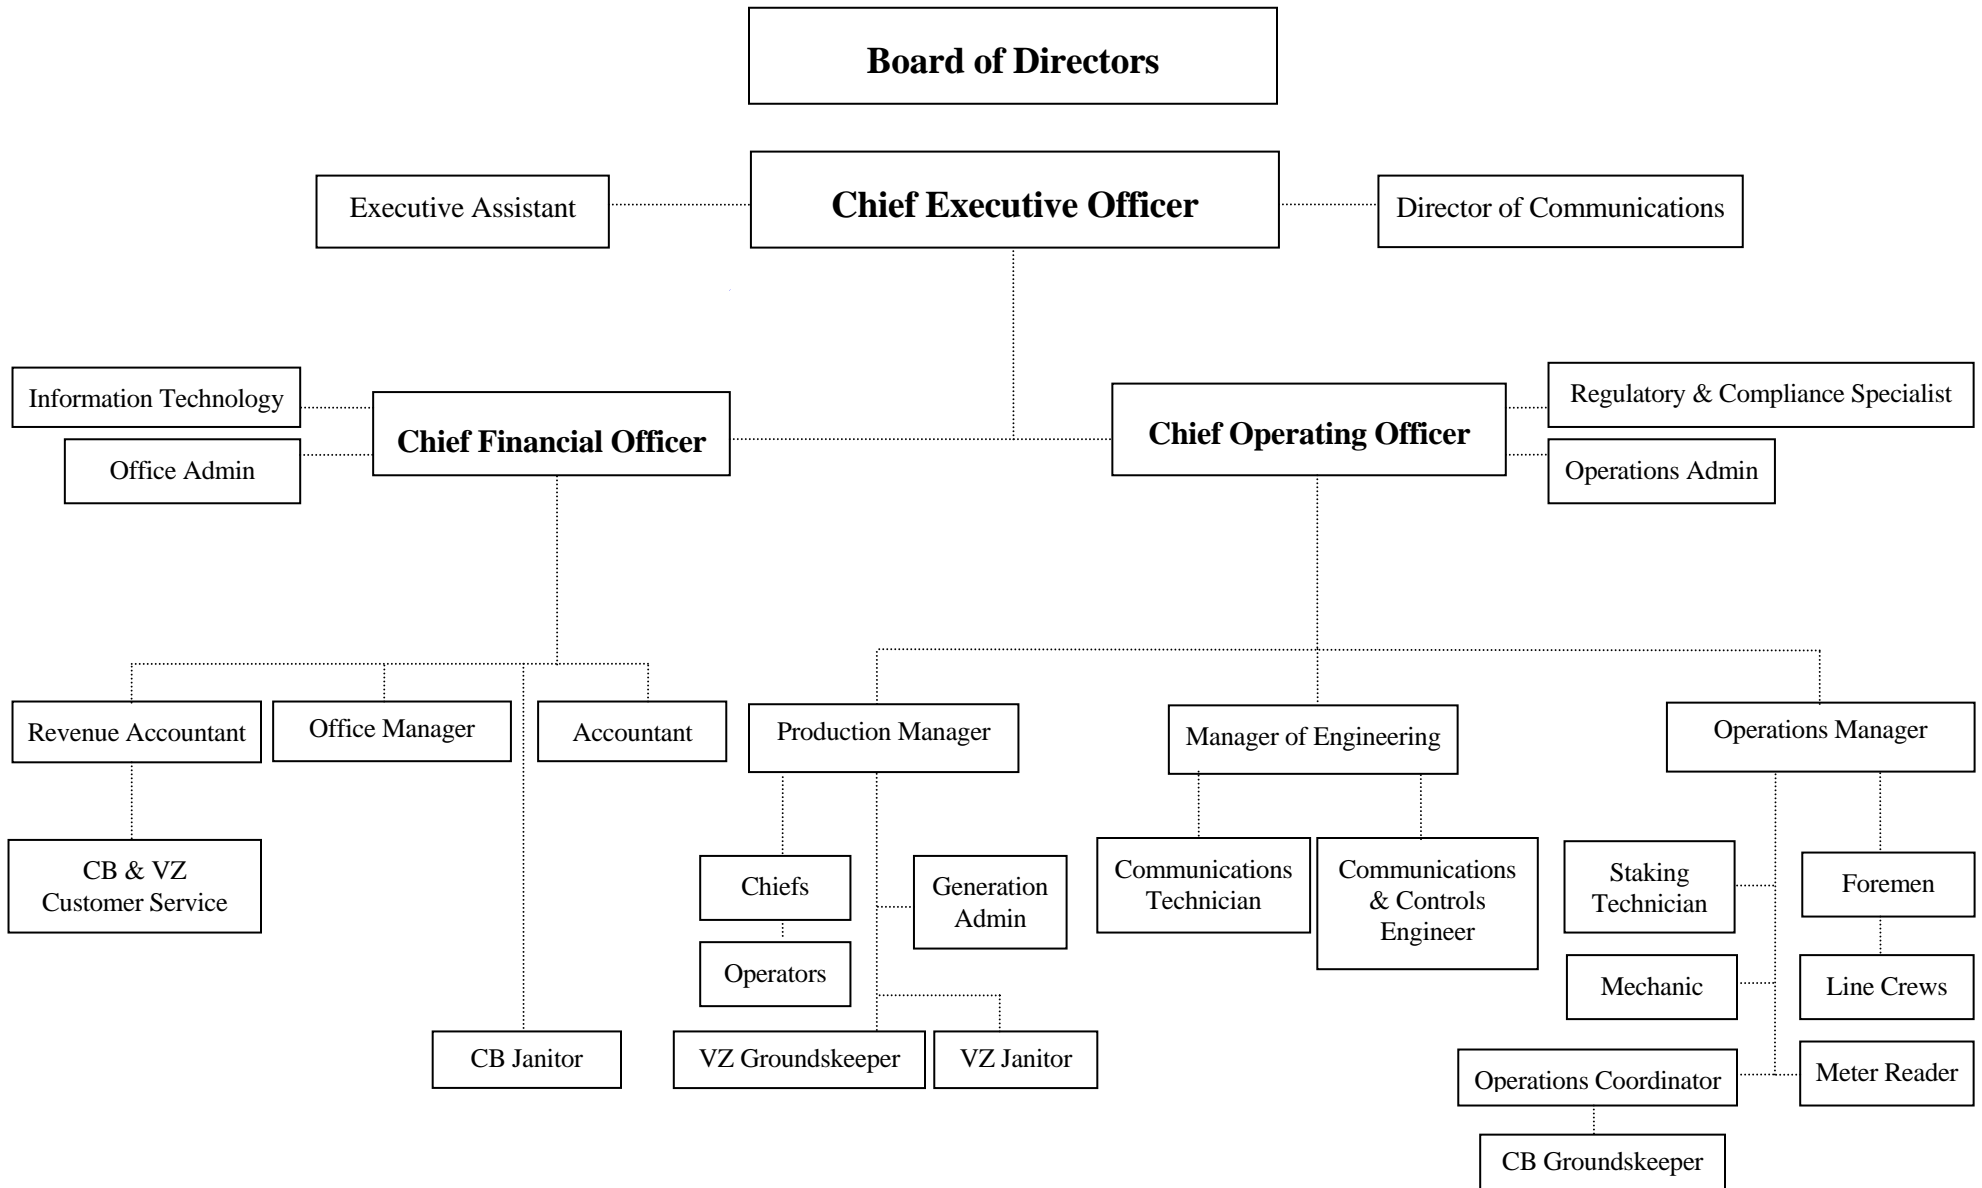 Board of Directors
Executive Assistant
Chief Executive Officer
Director of Communications
Information Technology
Office Admin
Chief Financial Officer
Chief Operating Officer
Regulatory & Compliance Specialist
Operations Admin
Revenue Accountant
Office Manager
Accountant
Production Manager
Manager of Engineering
Operations Manager
CB & VZ
Customer Service
Chiefs
Generation
Admin
Communications
Technician
Communications
& Controls
Engineer
Staking
Technician
Foremen
Operators
Mechanic
Line Crews
CB Janitor
VZ Groundskeeper
VZ Janitor
Operations Coordinator
Meter Reader
CB Groundskeeper